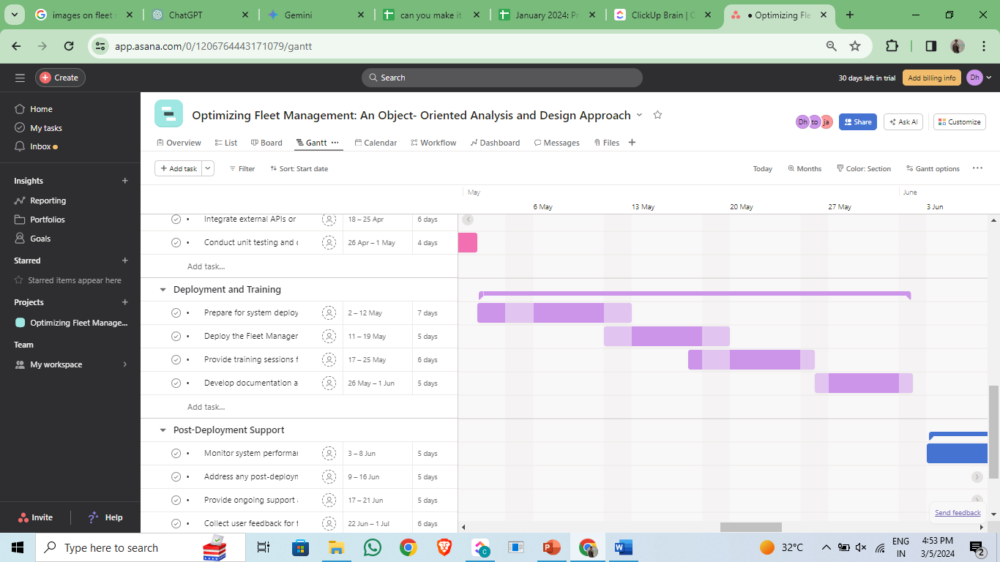 images on fleet
ChatGPT
Gemini
can you make it
January 2024: Pr
ClickUp Brain | C
• Optimizing Fle
app.asana.com/0/1206764443171079/gantt
Create
Search
30 days left in trial
Add billing info
Dh
Home
My tasks
Inbox
Insights
Reporting
Portfolios
Goals
Starred
Starred items appear here
Projects
Optimizing Fleet Manage...
Team
My workspace
Invite
Help
Optimizing Fleet Management: An Object- Oriented Analysis and Design Approach
Dh to ja
Share
Ask AI
Customize
Overview List Board Gantt Calendar Workflow Dashboard Messages Files
Add task Filter Sort: Start date
Today Months Color: Section Gantt options
May June
6 May 13 May 20 May 27 May 3 Jun
Integrate external APIs or 18 – 25 Apr 6 days
Conduct unit testing and 26 Apr – 1 May 4 days
Add task...
Deployment and Training
Prepare for system deploy 2 – 12 May 7 days
Deploy the Fleet Manager 11 – 19 May 5 days
Provide training sessions f 17 – 25 May 6 days
Develop documentation a 26 May – 1 Jun 5 days
Add task...
Post-Deployment Support
Monitor system performar 3 – 8 Jun 5 days
Address any post-deployn 9 – 16 Jun 5 days
Provide ongoing support 17 – 21 Jun 5 days
Collect user feedback for f 22 Jun – 1 Jul 6 days
Send feedback
Type here to search
32°C
ENG
IN
4:53 PM
3/5/2024
2